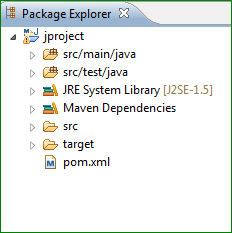 Package Explorer
jproject
src/main/java
src/test/java
JRE System Library [J2SE-1.5]
Maven Dependencies
src
target
pom.xml